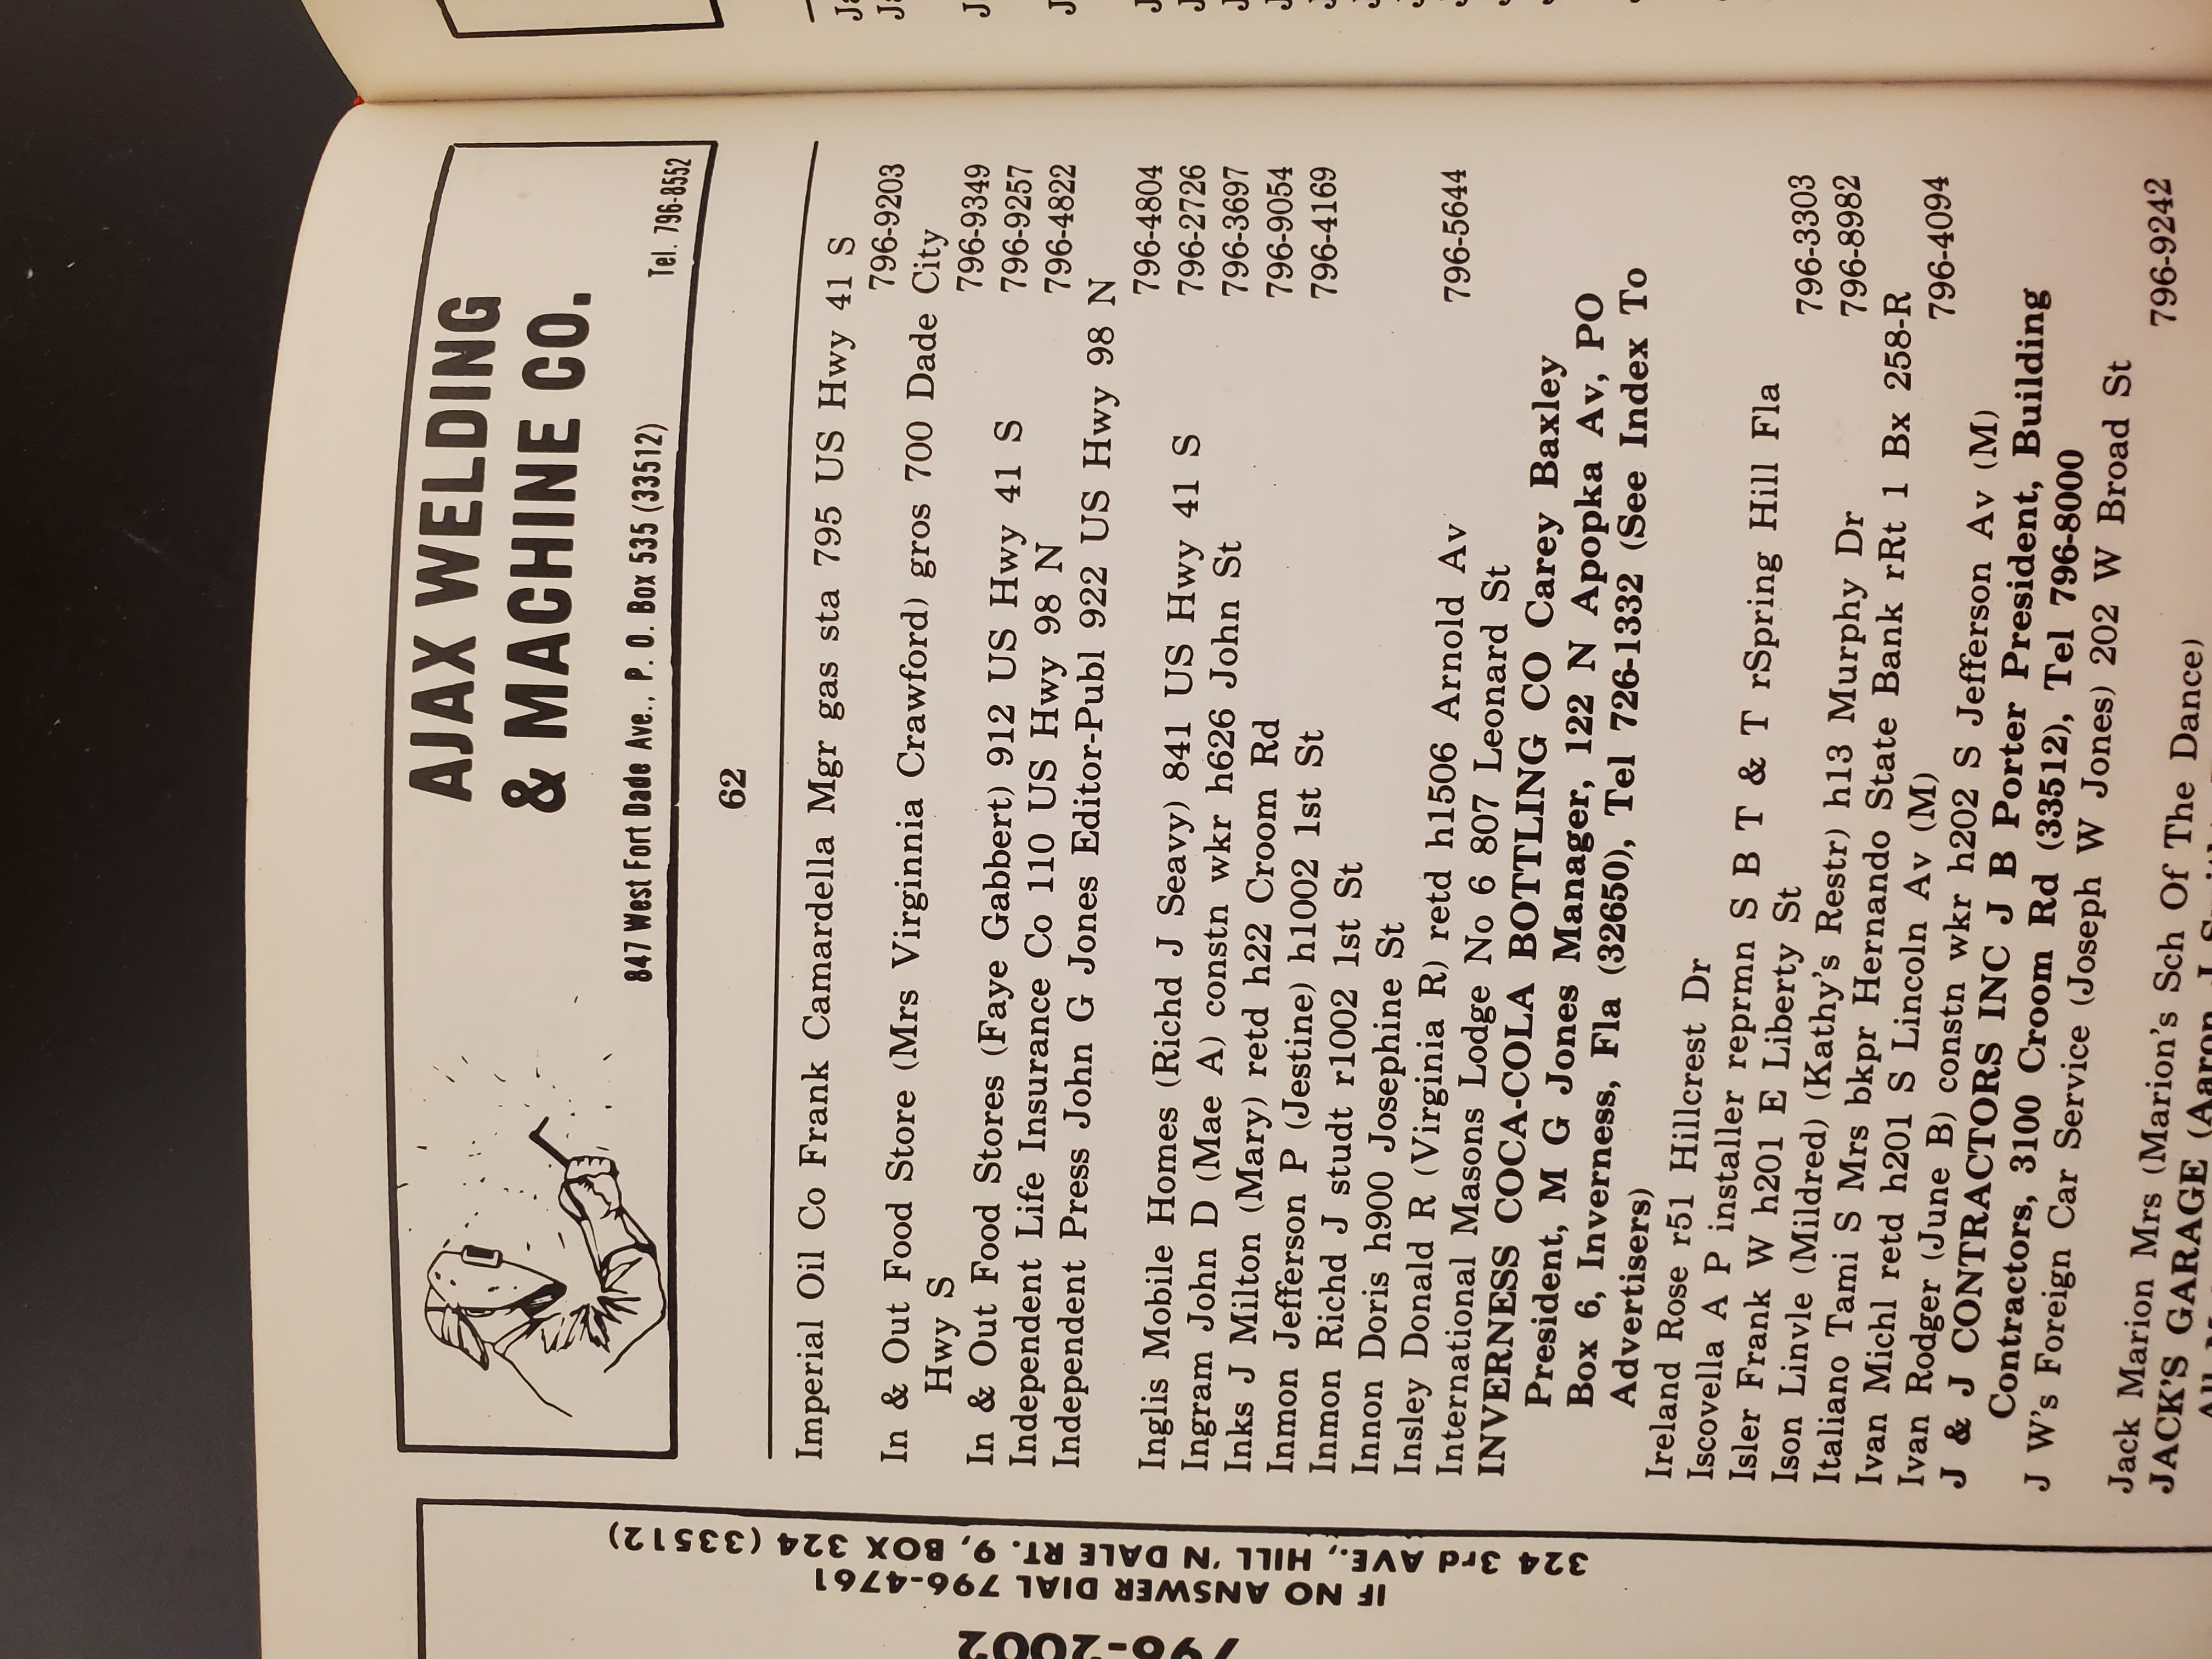 AJAX WELDING
& MACHINE CO.
847 West Fort Dade Ave., P. O. Box 535 (33512) Tel. 796-8552
62
Imperial Oil Co Frank Camardella Mgr gas sta 795 US Hwy 41 S
796-9203
In & Out Food Store (Mrs Virginnia Crawford) gros 700 Dade City
Hwy S 796-9349
In & Out Food Stores (Faye Gabbert) 912 US Hwy 41 S 796-9257
Independent Life Insurance Co 110 US Hwy 98 N 796-4822
Independent Press John G Jones Editor-Publ 922 US Hwy 98 N
796-4804
Inglis Mobile Homes (Richd J Seavy) 841 US Hwy 41 S 796-2726
Ingram John D (Mae A) constn wkr h626 John St 796-3697
Inks J Milton (Mary) retd h22 Croom Rd 796-9054
Inmon Jefferson P (Jestine) h1002 1st St 796-4169
Inmon Richd J studt r1002 1st St
Innon Doris h900 Josephine St
Insley Donald R (Virginia R) retd h1506 Arnold Av 796-5644
International Masons Lodge No 6 807 Leonard St
INVERNESS COCA-COLA BOTTLING CO Carey Baxley
President, M G Jones Manager, 122 N Apopka Av, PO
Box 6, Inverness, Fla (32650), Tel 726-1332 (See Index To
Advertisers)
Ireland Rose r51 Hillcrest Dr
Iscovella A P installer reprmn S B T & T rSpring Hill Fla
Isler Frank W h201 E Liberty St 796-3303
Ison Linvle (Mildred) (Kathy's Restr) h13 Murphy Dr 796-8982
Italiano Tami S Mrs bkpr Hernando State Bank rRt 1 Bx 258-R
Ivan Michl retd h201 S Lincoln Av (M) 796-4094
Ivan Rodger (June B) constn wkr h202 S Jefferson Av (M)
J & J CONTRACTORS INC J B Porter President, Building
Contractors, 3100 Croom Rd (33512), Tel 796-8000
J W's Foreign Car Service (Joseph W Jones) 202 W Broad St
796-9242
Jack Marion Mrs (Marion's Sch Of The Dance)
JACK'S GARAGE (Aaron J
796-2002
IF NO ANSWER DIAL 796-4761
324 3rd AVE., HILL 'N DALE RT. 9, BOX 324 (33512)